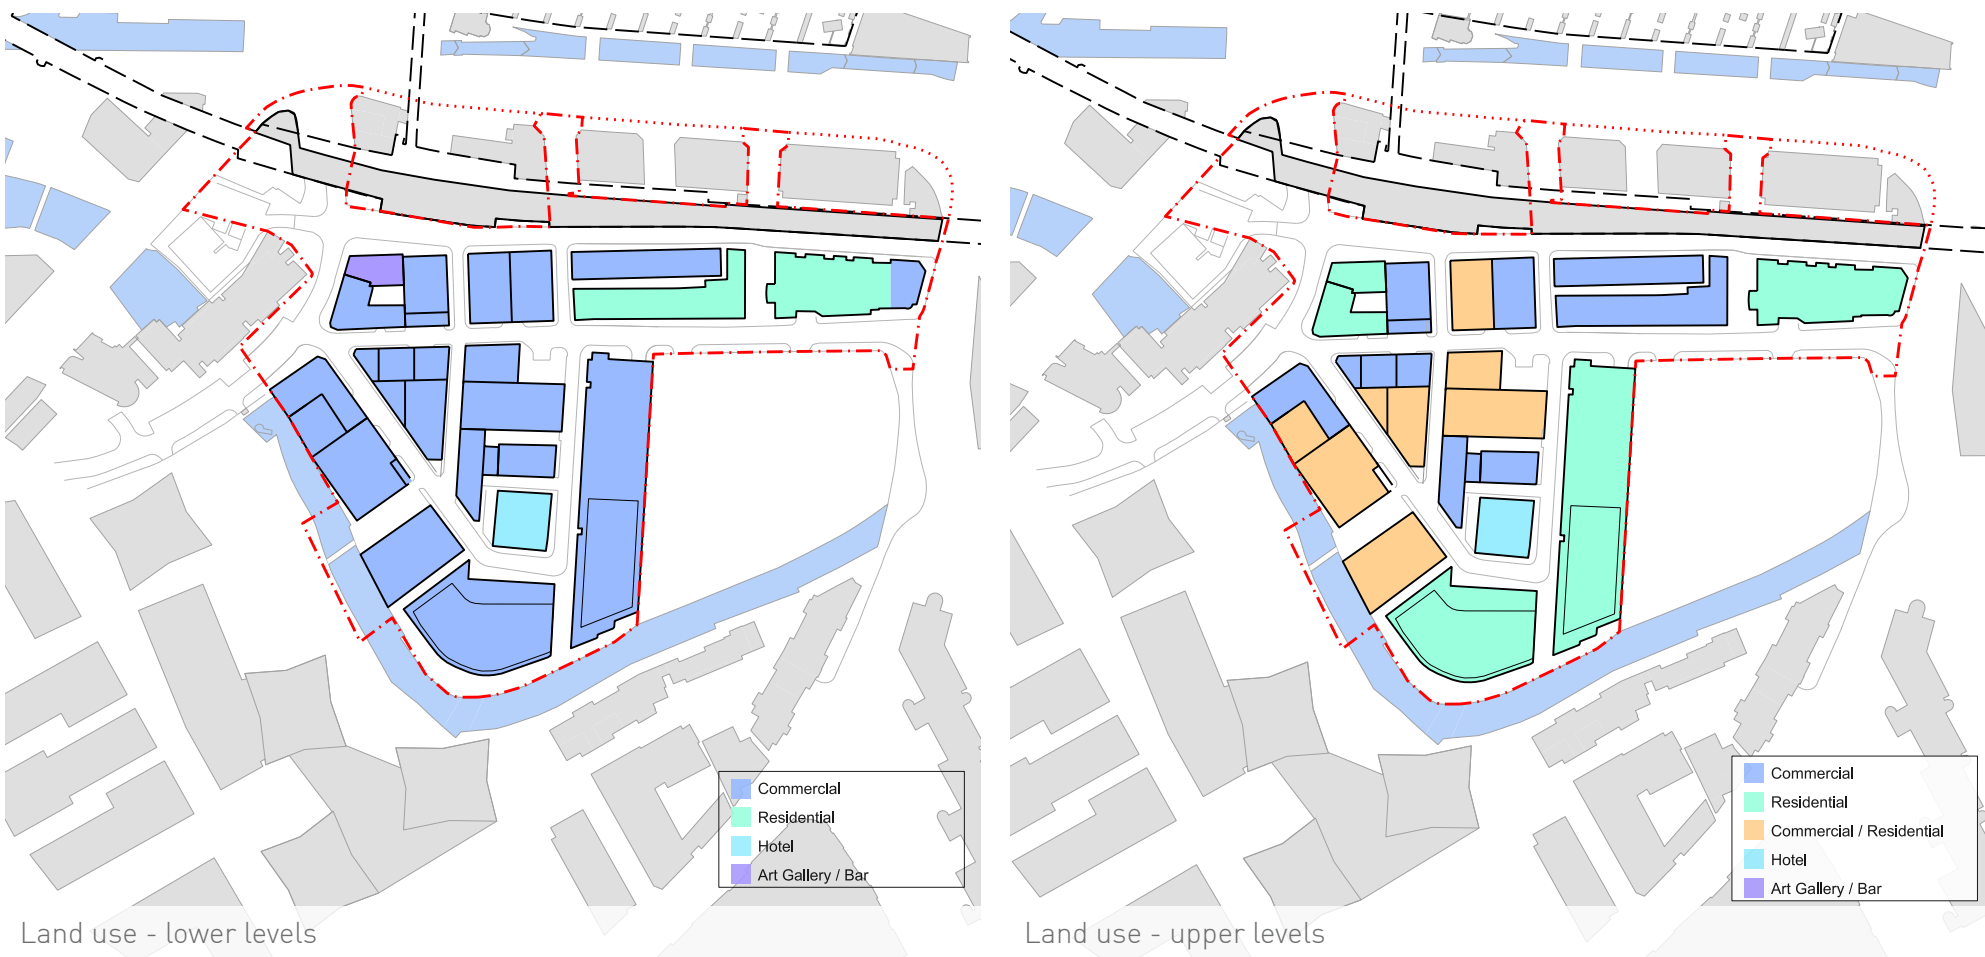 Commercial
Residential
Hotel
Art Gallery / Bar
Land use - lower levels
Commercial
Residential
Commercial / Residential
Hotel
Art Gallery / Bar
Land use - upper levels